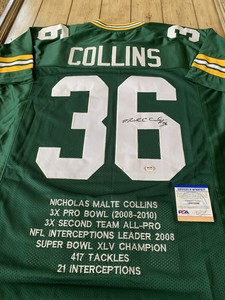 36
COLLINS
36
NICHOLAS MALTE COLLINS
3X PRO BOWL (2008-2010)
3X SECOND TEAM ALL-PRO
NFL INTERCEPTIONS LEADER 2008
SUPER BOWL XLV CHAMPION
417 TACKLES
21 INTERCEPTIONS
PSA